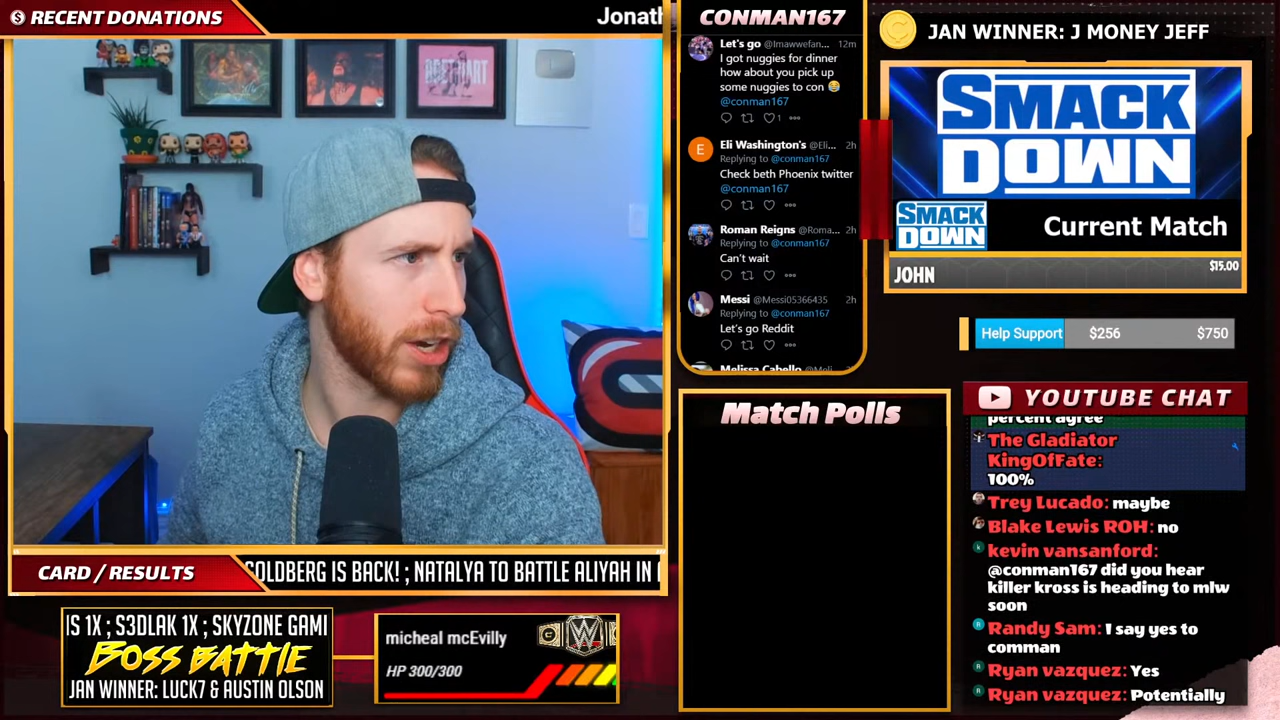 RECENT DONATIONS
Jonath
BRET HART
CONMAN167
Let's go @Imawwefan... 12m
I got nuggies for dinner
how about you pick up
some nuggies to con 😂
@conman167
1
E
Eli Washington's @Eli... 2h
Replying to @conman167
Check beth Phoenix twitter
@conman167
Roman Reigns @Roma... 2h
Replying to @conman167
Can't wait
Messi @Messi05366435 2h
Replying to @conman167
Let's go Reddit
Melissa Cabello @Meli...
JAN WINNER: J MONEY JEFF
SMACK
DOWN
SMACK
DOWN
Current Match
JOHN
$15.00
Help Support
$256
$750
Match Polls
YOUTUBE CHAT
percent agree
The Gladiator
KingOfFate:
100%
Trey Lucado: maybe
Blake Lewis ROH: no
kevin vansanford:
@conman167 did you hear
killer kross is heading to mlw
soon
Randy Sam: I say yes to
comman
Ryan vazquez: Yes
Ryan vazquez: Potentially
CARD / RESULTS
GOLDBERG IS BACK! ; NATALYA TO BATTLE ALIYAH IN
IS 1X ; S3DLAK 1X ; SKYZONE GAMI
BOSS BATTLE
JAN WINNER: LUCK7 & AUSTIN OLSON
micheal mcEvilly
HP 300/300